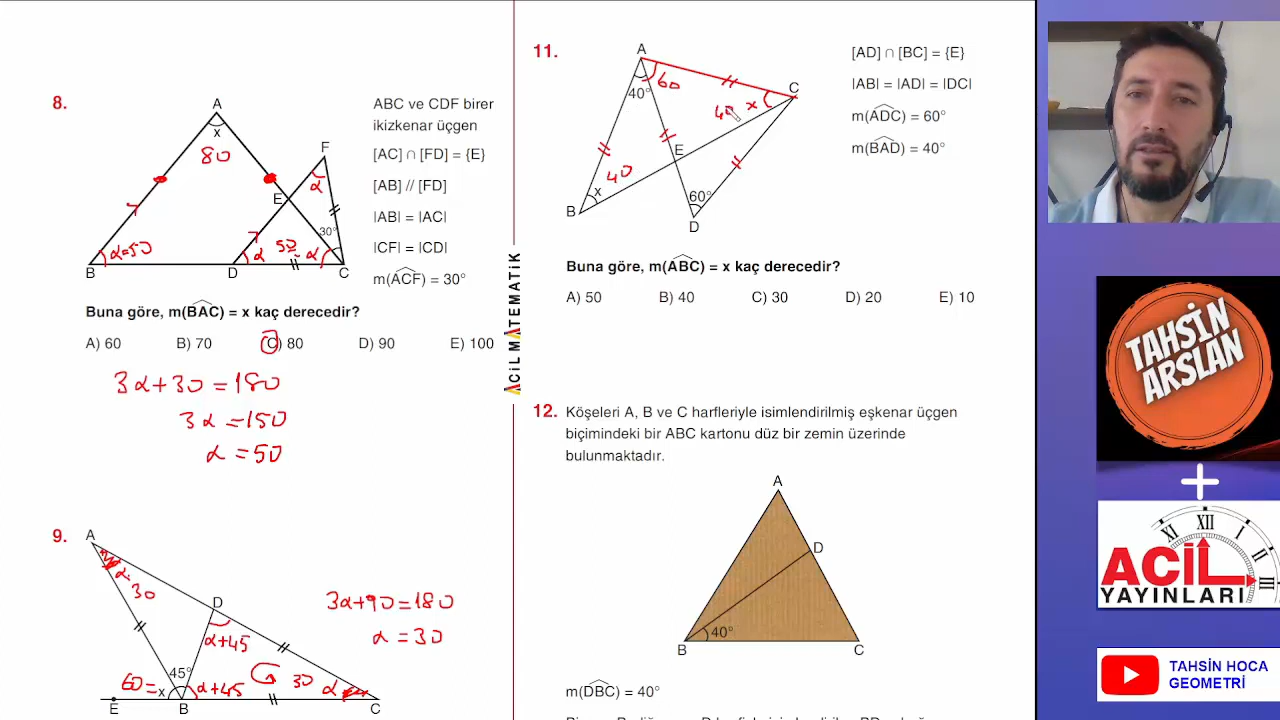 8.
A
x
80
F
α
E
30°
α=50
α
50
α
B
D
C
ABC ve CDF birer
ikizkenar üçgen
[AC] ∩ [FD] = {E}
[AB] // [FD]
|AB| = |AC|
|CF| = |CD|
m(ACF) = 30°
Buna göre, m(BAC) = x kaç derecedir?
A) 60 B) 70 C) 80 D) 90 E) 100
3α+30=180
3α=150
α=50
9.
A
α
30
D
α+45
45°
60=x
α+45
30
α
E
B
C
3α+90=180
α=30
ACİL MATEMATİK
11.
A
60
40°
C
x
40
E
40
x
B
60°
D
[AD] ∩ [BC] = {E}
|AB| = |AD| = |DC|
m(ADC) = 60°
m(BAD) = 40°
Buna göre, m(ABC) = x kaç derecedir?
A) 50 B) 40 C) 30 D) 20 E) 10
12. Köşeleri A, B ve C harfleriyle isimlendirilmiş eşkenar üçgen
biçimindeki bir ABC kartonu düz bir zemin üzerinde
bulunmaktadır.
A
D
40°
B
C
m(DBC) = 40°
TAHSİN
ARSLAN
+
XI XII I II III
ACİL
YAYINLARI
TAHSİN HOCA
GEOMETRİ